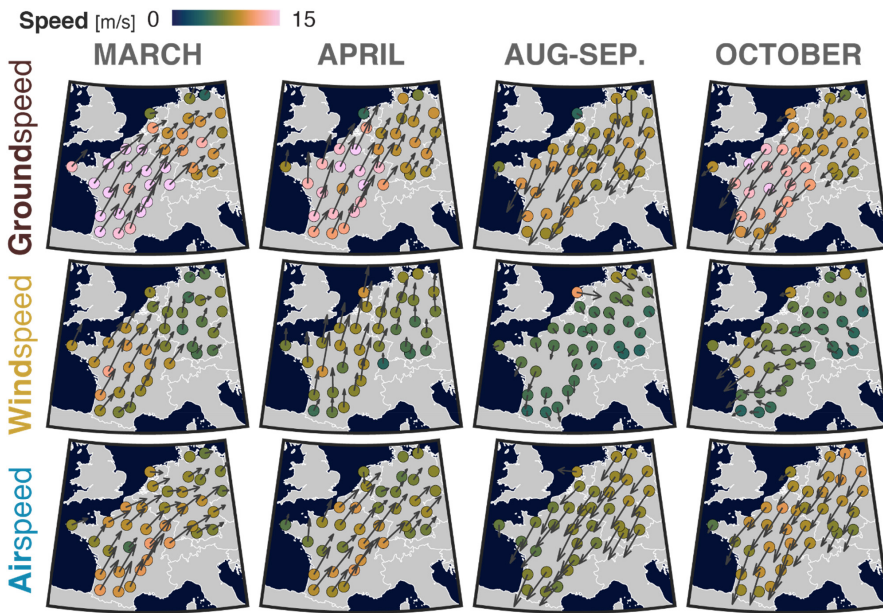 Speed [m/s] 0 15
MARCH APRIL AUG-SEP. OCTOBER
Groundspeed
Windspeed
Airspeed